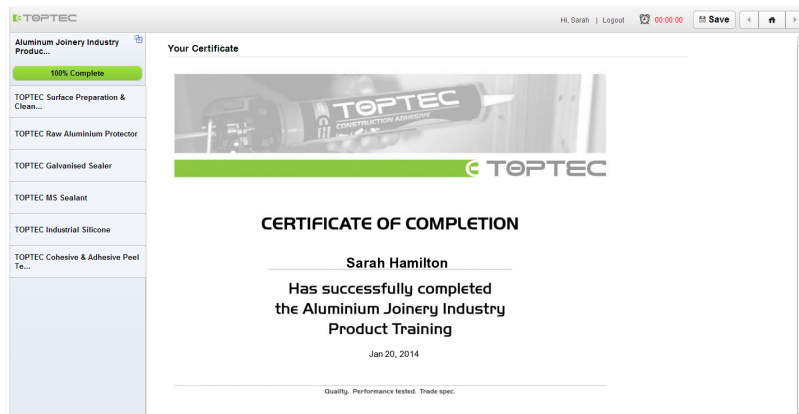 TOPTEC
Hi, Sarah | Logout
00:00:00
Save
Aluminum Joinery Industry
Produc...
100% Complete
TOPTEC Surface Preparation &
Clean...
TOPTEC Raw Aluminium Protector
TOPTEC Galvanised Sealer
TOPTEC MS Sealant
TOPTEC Industrial Silicone
TOPTEC Cohesive & Adhesive Peel
Te...
Your Certificate
TOPTEC
CONSTRUCTION ADHESIVE
TOPTEC
CERTIFICATE OF COMPLETION
Sarah Hamilton
Has successfully completed
the Aluminium Joinery Industry
Product Training
Jan 20, 2014
Quality. Performance tested. Trade spec.